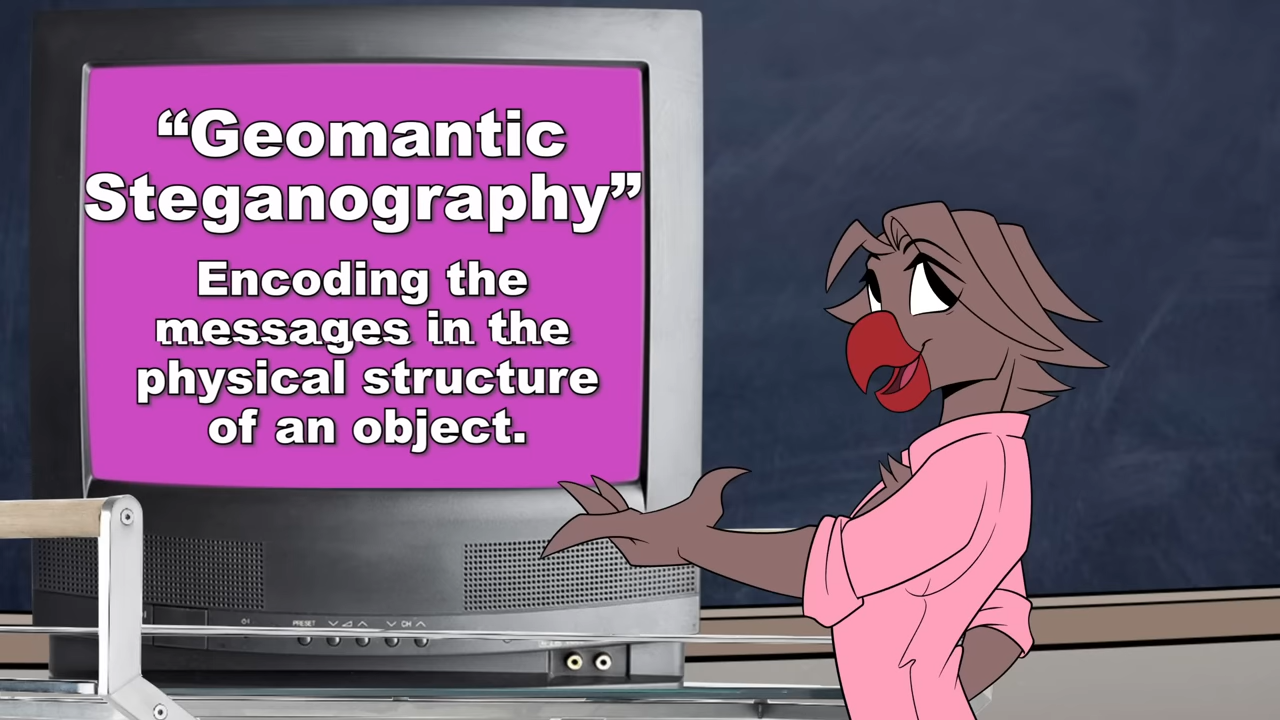 “Geomantic
Steganography”
Encoding the
messages in the
physical structure
of an object.
PRESET
CH